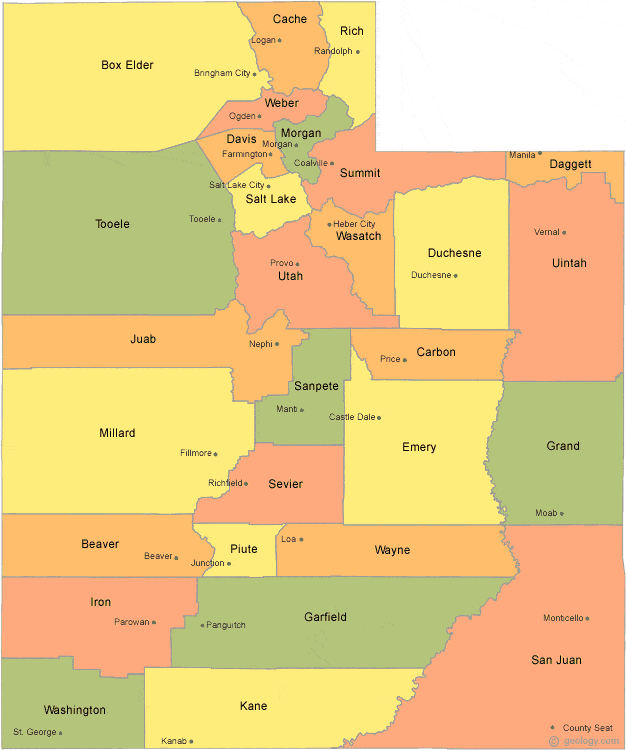 Cache
Rich
Logan
Randolph
Box Elder
Bringham City
Weber
Ogden
Morgan
Davis
Morgan
Farmington
Coalville
Manila
Daggett
Summit
Salt Lake City
Salt Lake
Tooele
Tooele
Heber City
Wasatch
Vernal
Duchesne
Uintah
Provo
Utah
Duchesne
Juab
Nephi
Carbon
Price
Sanpete
Manti
Castle Dale
Millard
Emery
Grand
Fillmore
Richfield
Sevier
Moab
Beaver
Loa
Piute
Wayne
Beaver
Junction
Iron
Parowan
Panguitch
Garfield
Monticello
San Juan
Washington
Kane
St. George
Kanab
County Seat
© geology.com